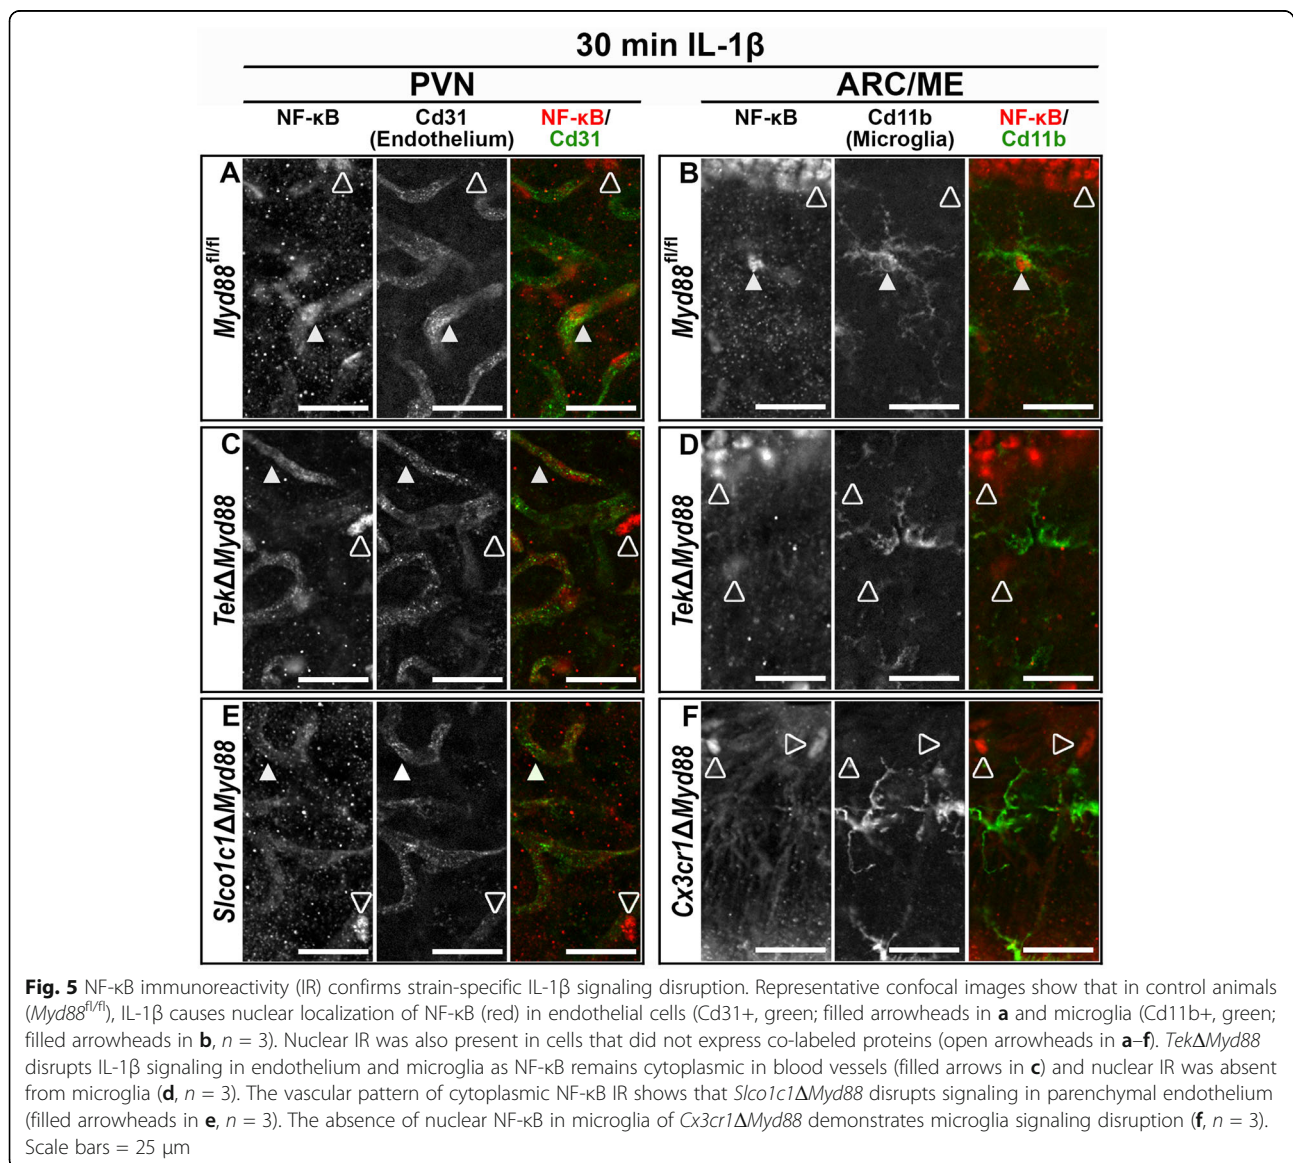 30 min IL-1β
PVN
ARC/ME
NF-κB
Cd31
(Endothelium)
NF-κB/
Cd31
NF-κB
Cd11b
(Microglia)
NF-κB/
Cd11b
A
Myd88fl/fl
B
Myd88fl/fl
C
TekΔMyd88
D
TekΔMyd88
E
Slco1c1ΔMyd88
F
Cx3cr1ΔMyd88
Fig. 5 NF-κB immunoreactivity (IR) confirms strain-specific IL-1β signaling disruption. Representative confocal images show that in control animals
(Myd88fl/fl), IL-1β causes nuclear localization of NF-κB (red) in endothelial cells (Cd31+, green; filled arrowheads in a and microglia (Cd11b+, green;
filled arrowheads in b, n = 3). Nuclear IR was also present in cells that did not express co-labeled proteins (open arrowheads in a–f). TekΔMyd88
disrupts IL-1β signaling in endothelium and microglia as NF-κB remains cytoplasmic in blood vessels (filled arrows in c) and nuclear IR was absent
from microglia (d, n = 3). The vascular pattern of cytoplasmic NF-κB IR shows that Slco1c1ΔMyd88 disrupts signaling in parenchymal endothelium
(filled arrowheads in e, n = 3). The absence of nuclear NF-κB in microglia of Cx3cr1ΔMyd88 demonstrates microglia signaling disruption (f, n = 3).
Scale bars = 25 μm